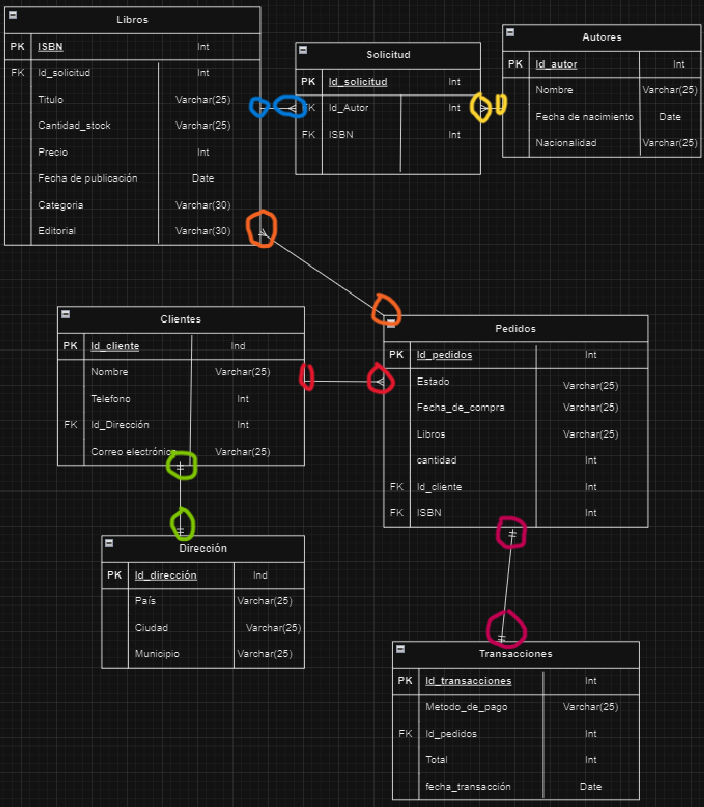 Libros
PK ISBN Int
FK Id_solicitud Int
Titulo Varchar(25)
Cantidad_stock Varchar(25)
Precio Int
Fecha de publicación Date
Categoria Varchar(30)
Editorial Varchar(30)
Solicitud
PK Id_solicitud Int
FK Id_Autor Int
FK ISBN Int
Autores
PK Id_autor Int
Nombre Varchar(25)
Fecha de nacimiento Date
Nacionalidad Varchar(25)
Clientes
PK Id_cliente Ind
Nombre Varchar(25)
Telefono Int
FK Id_Dirección Int
Correo electrónico Varchar(25)
Pedidos
PK Id_pedidos Int
Estado Varchar(25)
Fecha_de_compra Varchar(25)
Libros Varchar(25)
cantidad Int
FK Id_cliente Int
FK ISBN Int
Dirección
PK Id_dirección Ind
País Varchar(25)
Ciudad Varchar(25)
Municipio Varchar(25)
Transacciones
PK Id_transacciones Int
Metodo_de_pago Varchar(25)
FK Id_pedidos Int
Total Int
fecha_transacción Date